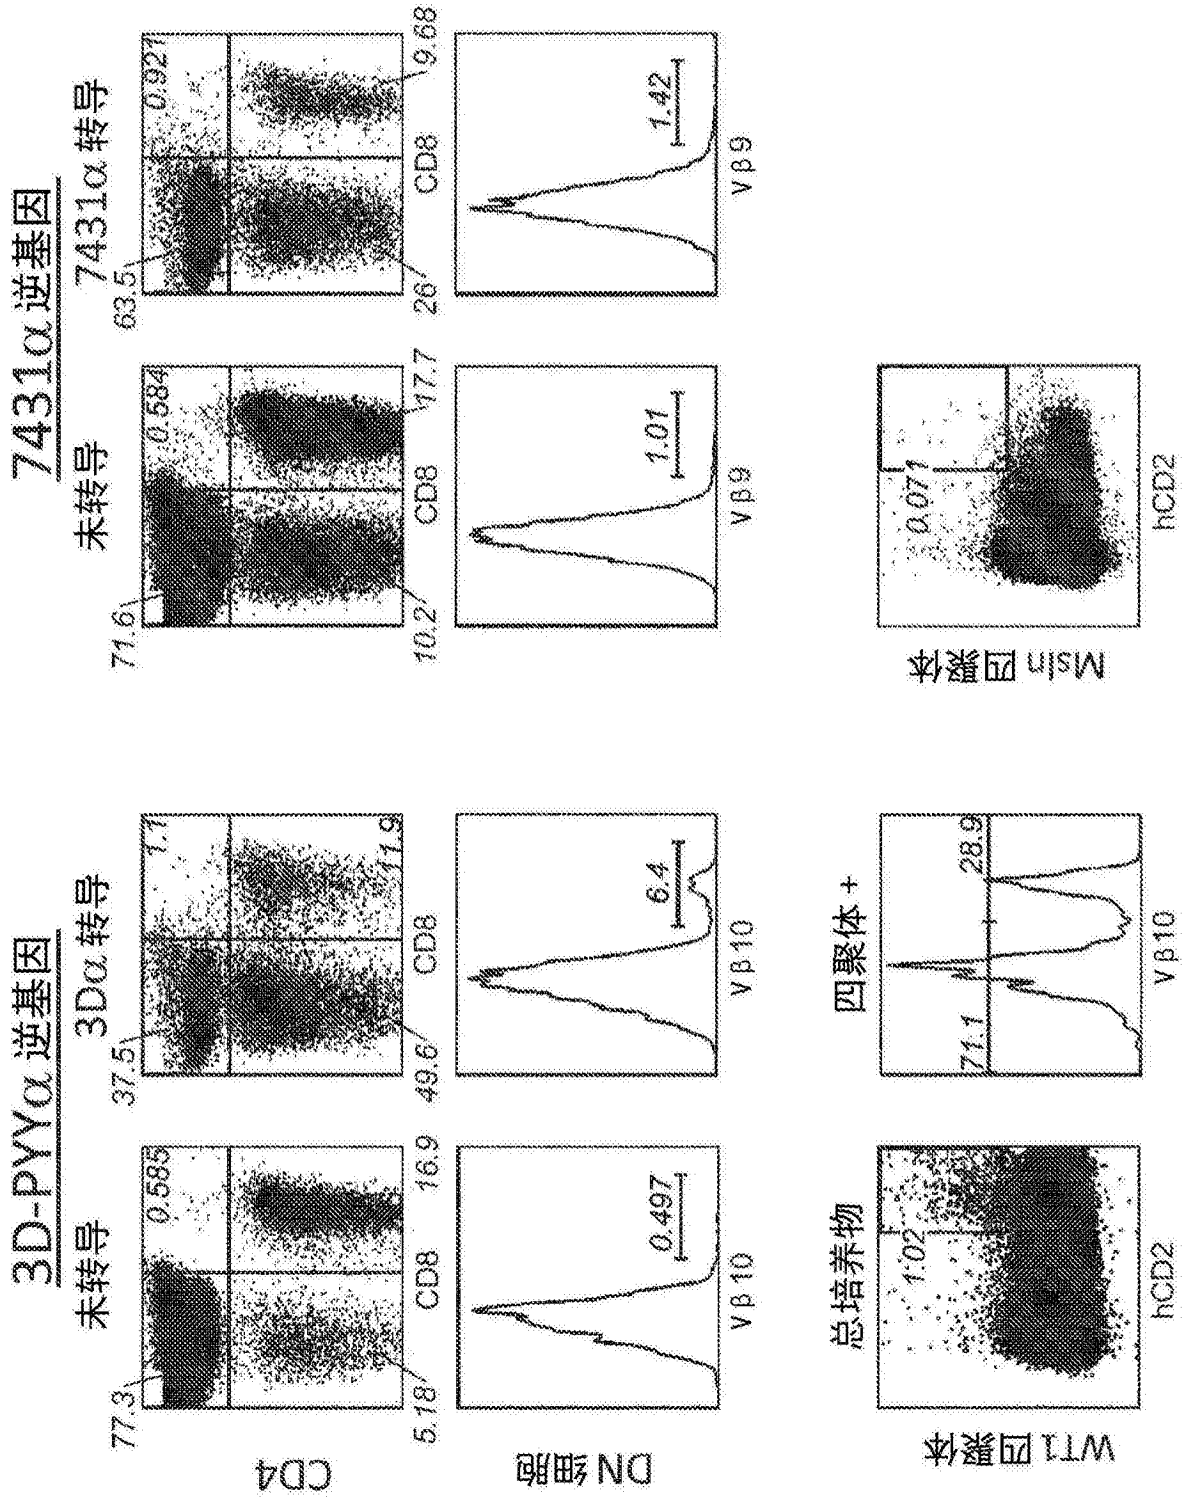 3D-PYYα 逆基因
7431α 逆基因
未转导
3Dα 转导
未转导
7431α 转导
77.3
0.585
37.5
1.1
71.6
0.584
63.5
0.921
CD4
5.18
CD8
16.9
49.6
CD8
11.9
10.2
CD8
17.7
26
CD8
9.68
DN 细胞
0.497
6.4
1.01
1.42
Vβ10
Vβ10
Vβ9
Vβ9
总培养物
四聚体 +
WT1 四聚体
1.02
71.1
28.9
Msln 四聚体
0.071
hCD2
Vβ10
hCD2